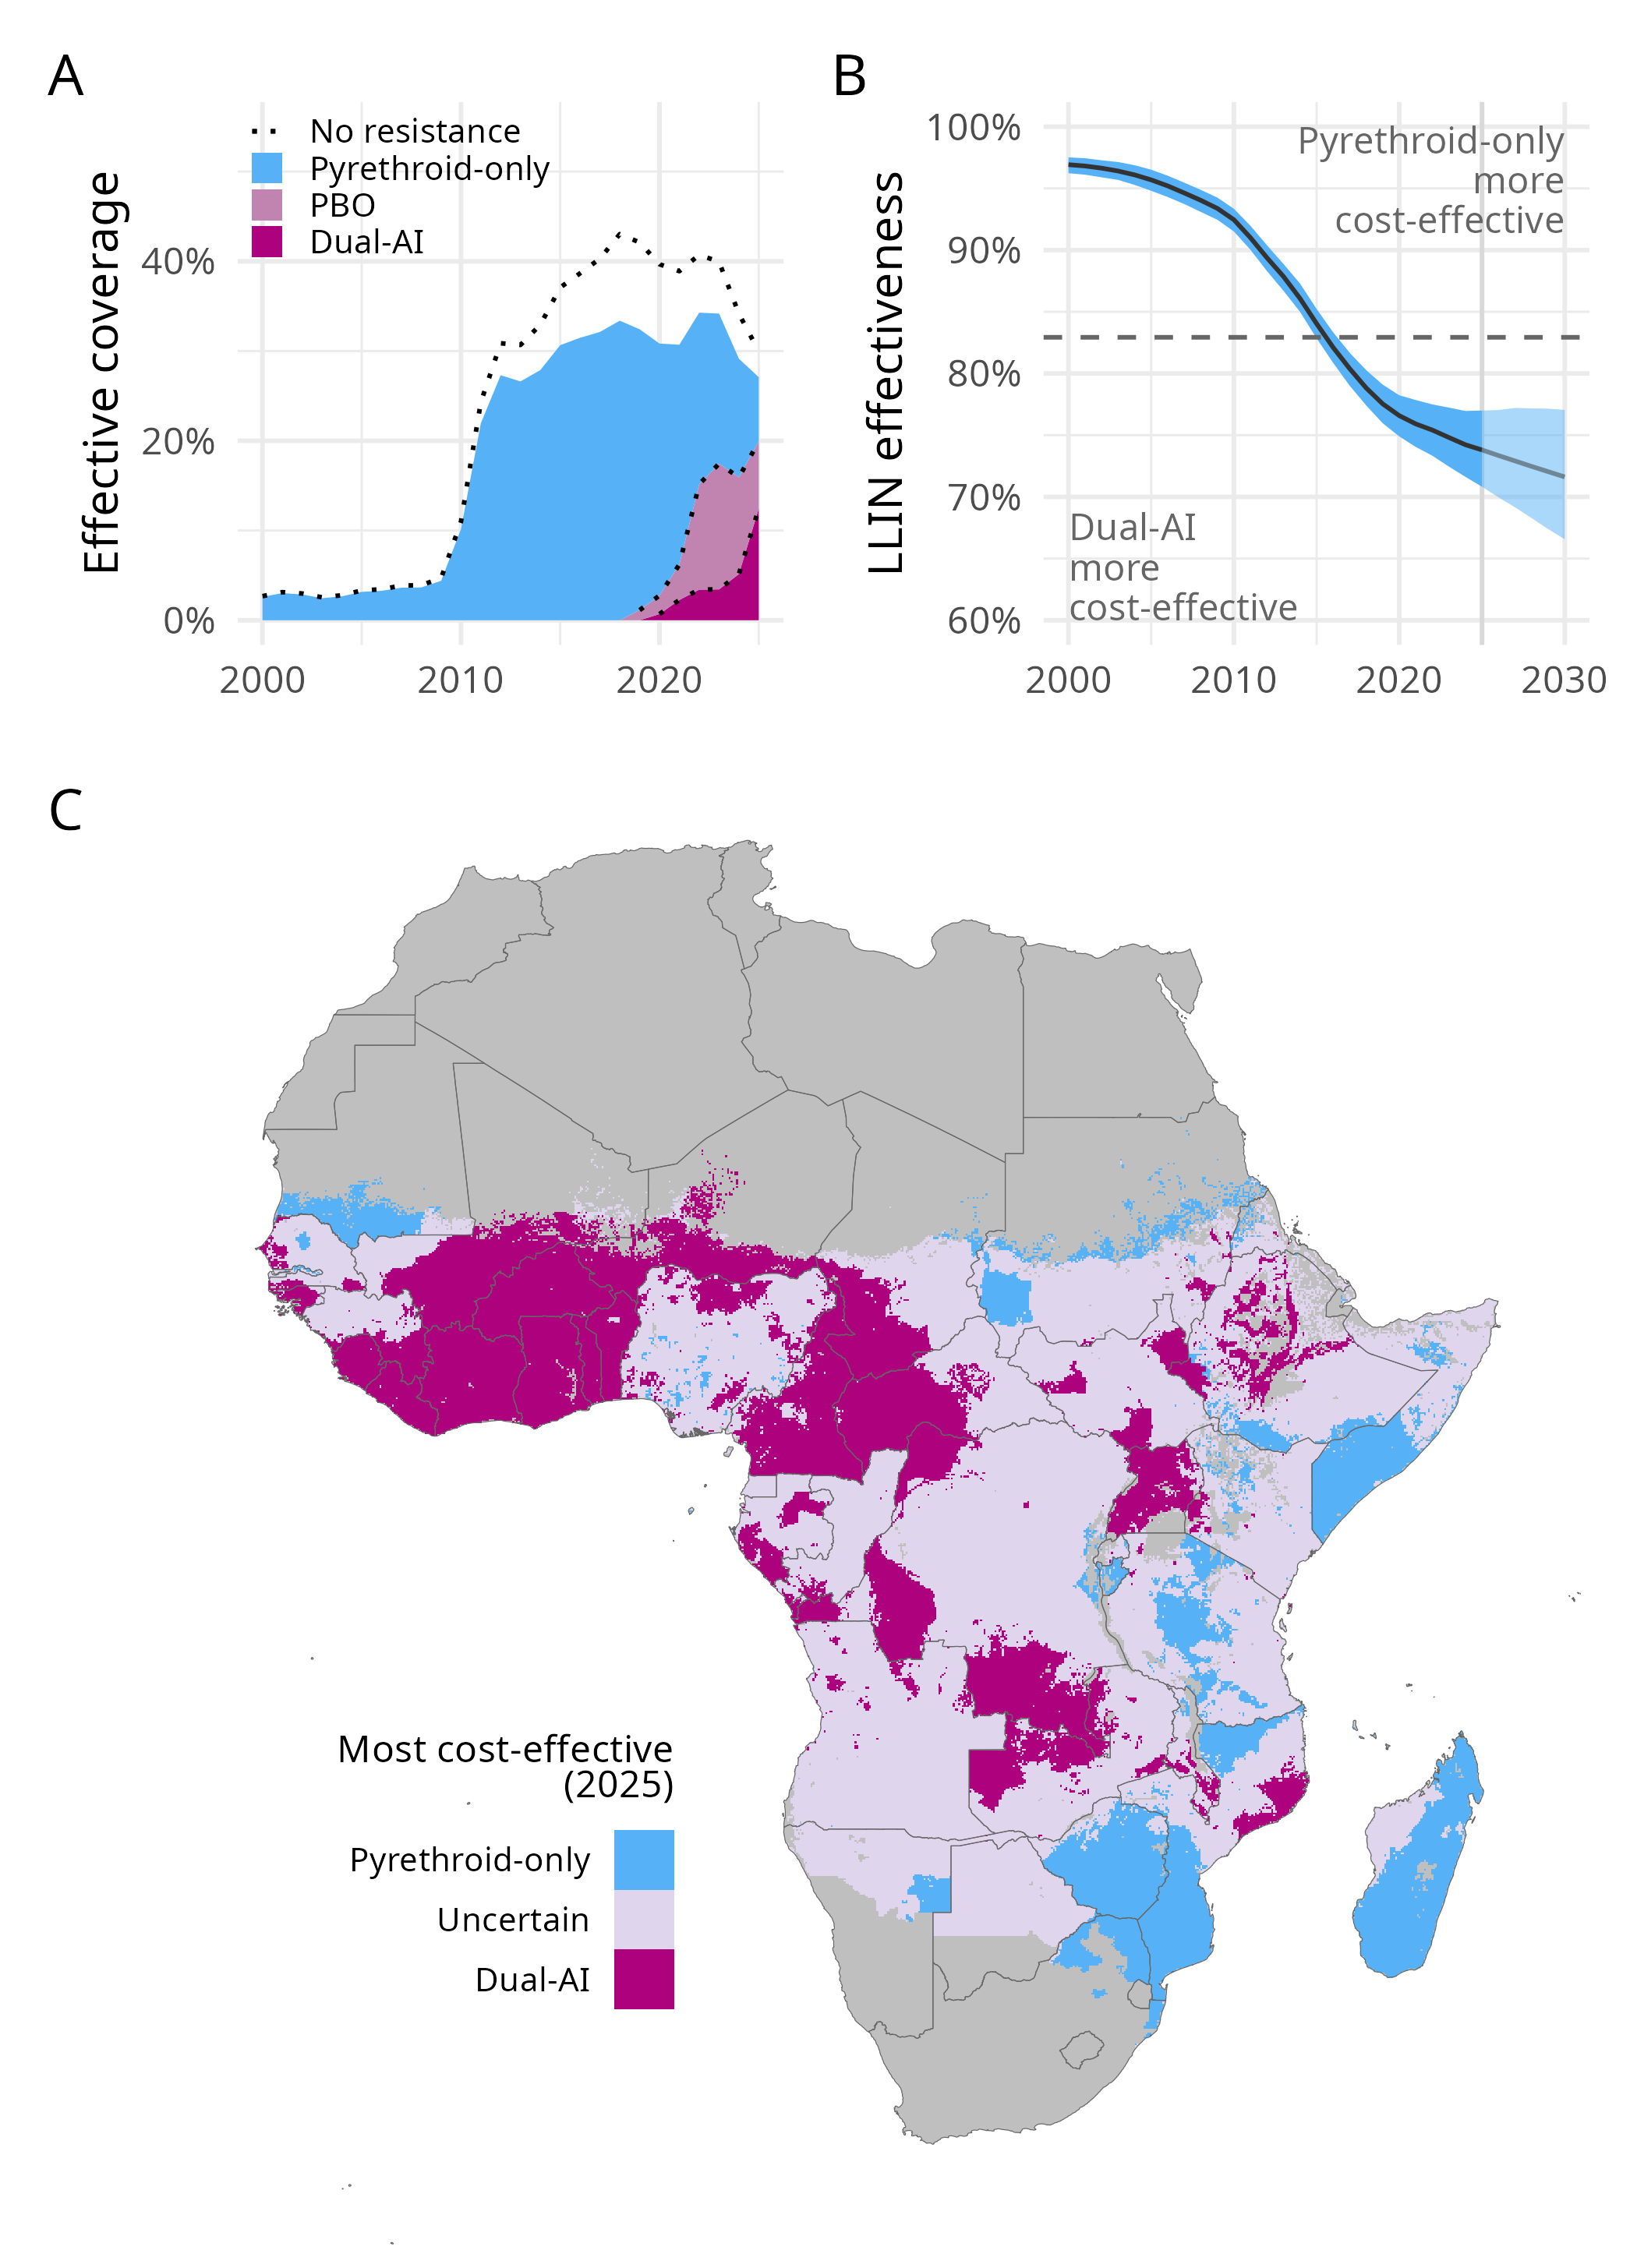 A
No resistance
Pyrethroid-only
PBO
Dual-AI
Effective coverage
40%
20%
0%
2000
2010
2020
B
LLIN effectiveness
100%
90%
80%
70%
60%
Pyrethroid-only
more
cost-effective
Dual-AI
more
cost-effective
2000
2010
2020
2030
C
Most cost-effective
(2025)
Pyrethroid-only
Uncertain
Dual-AI